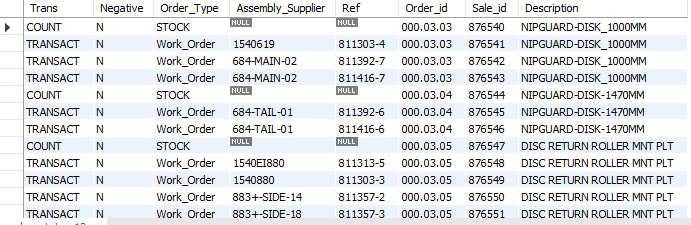 Trans Negative Order_Type Assembly_Supplier Ref Order_id Sale_id Description
COUNT N STOCK NULL NULL 000.03.03 876540 NIPGUARD-DISK_1000MM
TRANSACT N Work_Order 1540619 811303-4 000.03.03 876541 NIPGUARD-DISK_1000MM
TRANSACT N Work_Order 684-MAIN-02 811392-7 000.03.03 876542 NIPGUARD-DISK_1000MM
TRANSACT N Work_Order 684-MAIN-02 811416-7 000.03.03 876543 NIPGUARD-DISK_1000MM
COUNT N STOCK NULL NULL 000.03.04 876544 NIPGUARD-DISK-1470MM
TRANSACT N Work_Order 684-TAIL-01 811392-6 000.03.04 876545 NIPGUARD-DISK-1470MM
TRANSACT N Work_Order 684-TAIL-01 811416-6 000.03.04 876546 NIPGUARD-DISK-1470MM
COUNT N STOCK NULL NULL 000.03.05 876547 DISC RETURN ROLLER MNT PLT
TRANSACT N Work_Order 1540EI880 811313-5 000.03.05 876548 DISC RETURN ROLLER MNT PLT
TRANSACT N Work_Order 1540880 811303-3 000.03.05 876549 DISC RETURN ROLLER MNT PLT
TRANSACT N Work_Order 883+-SIDE-14 811357-2 000.03.05 876550 DISC RETURN ROLLER MNT PLT
TRANSACT N Work_Order 883+-SIDE-18 811357-3 000.03.05 876551 DISC RETURN ROLLER MNT PLT